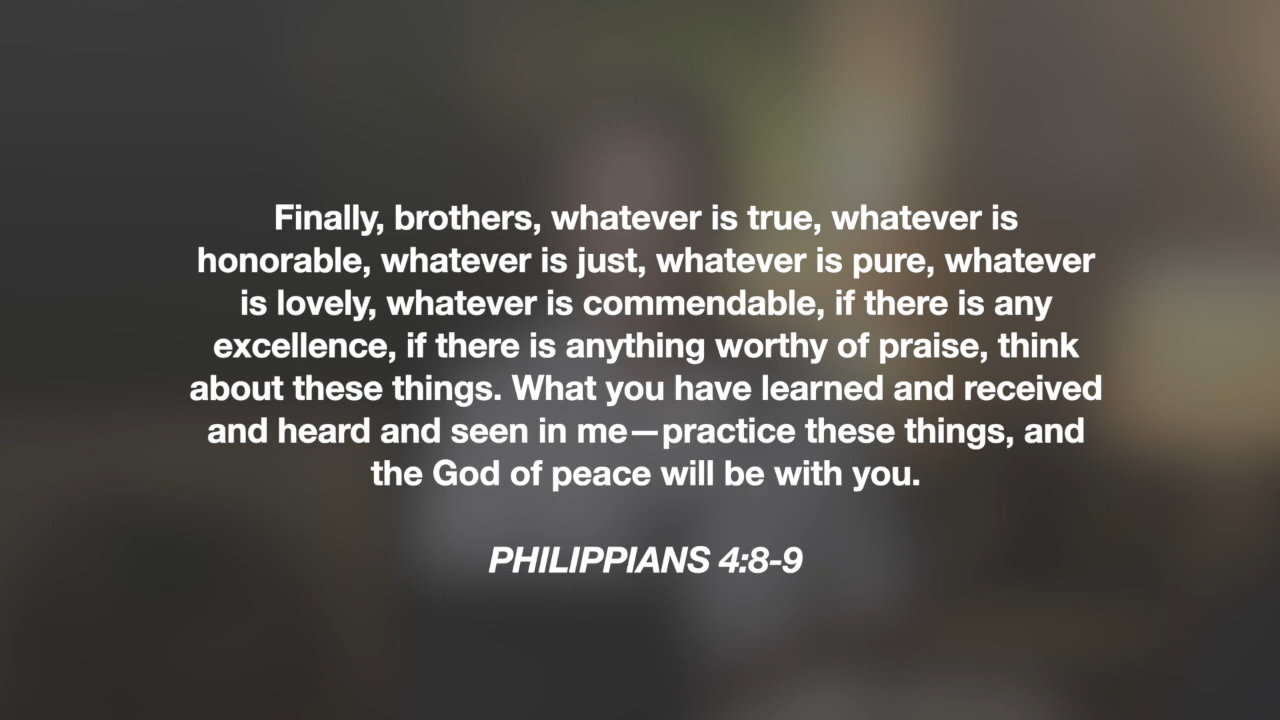 Finally, brothers, whatever is true, whatever is
honorable, whatever is just, whatever is pure, whatever
is lovely, whatever is commendable, if there is any
excellence, if there is anything worthy of praise, think
about these things. What you have learned and received
and heard and seen in me—practice these things, and
the God of peace will be with you.
PHILIPPIANS 4:8-9